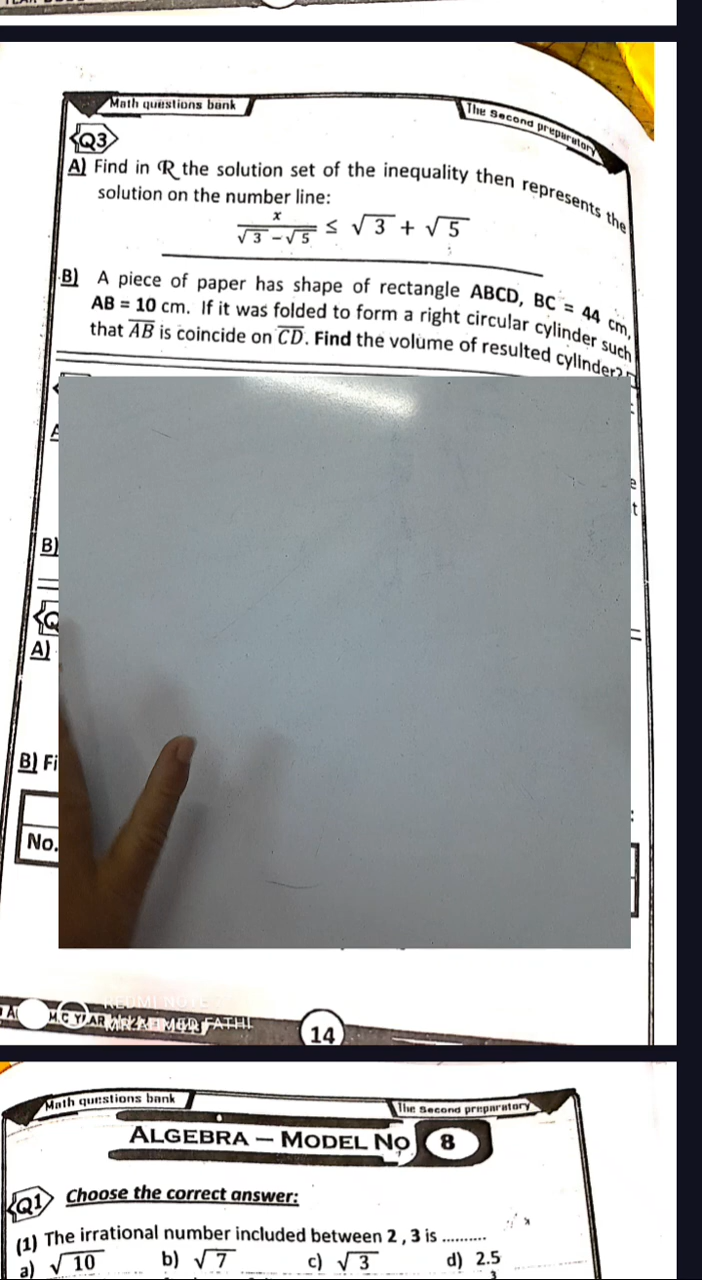 Math questions bank
The Second preparatory
Q3
A) Find in ℝ the solution set of the inequality then represents the
solution on the number line:
x / (√3 − √5) ≤ √3 + √5
B) A piece of paper has shape of rectangle ABCD, BC = 44 cm,
AB = 10 cm. If it was folded to form a right circular cylinder such
that AB is coincide on CD. Find the volume of resulted cylinder?
B)
A)
B) Fi
No.
REDMI NOTE
14
Math questions bank
The Second preparatory
ALGEBRA – MODEL NO 8
Q1 Choose the correct answer:
(1) The irrational number included between 2 , 3 is ..........
a) √10 b) √7 c) √3 d) 2.5